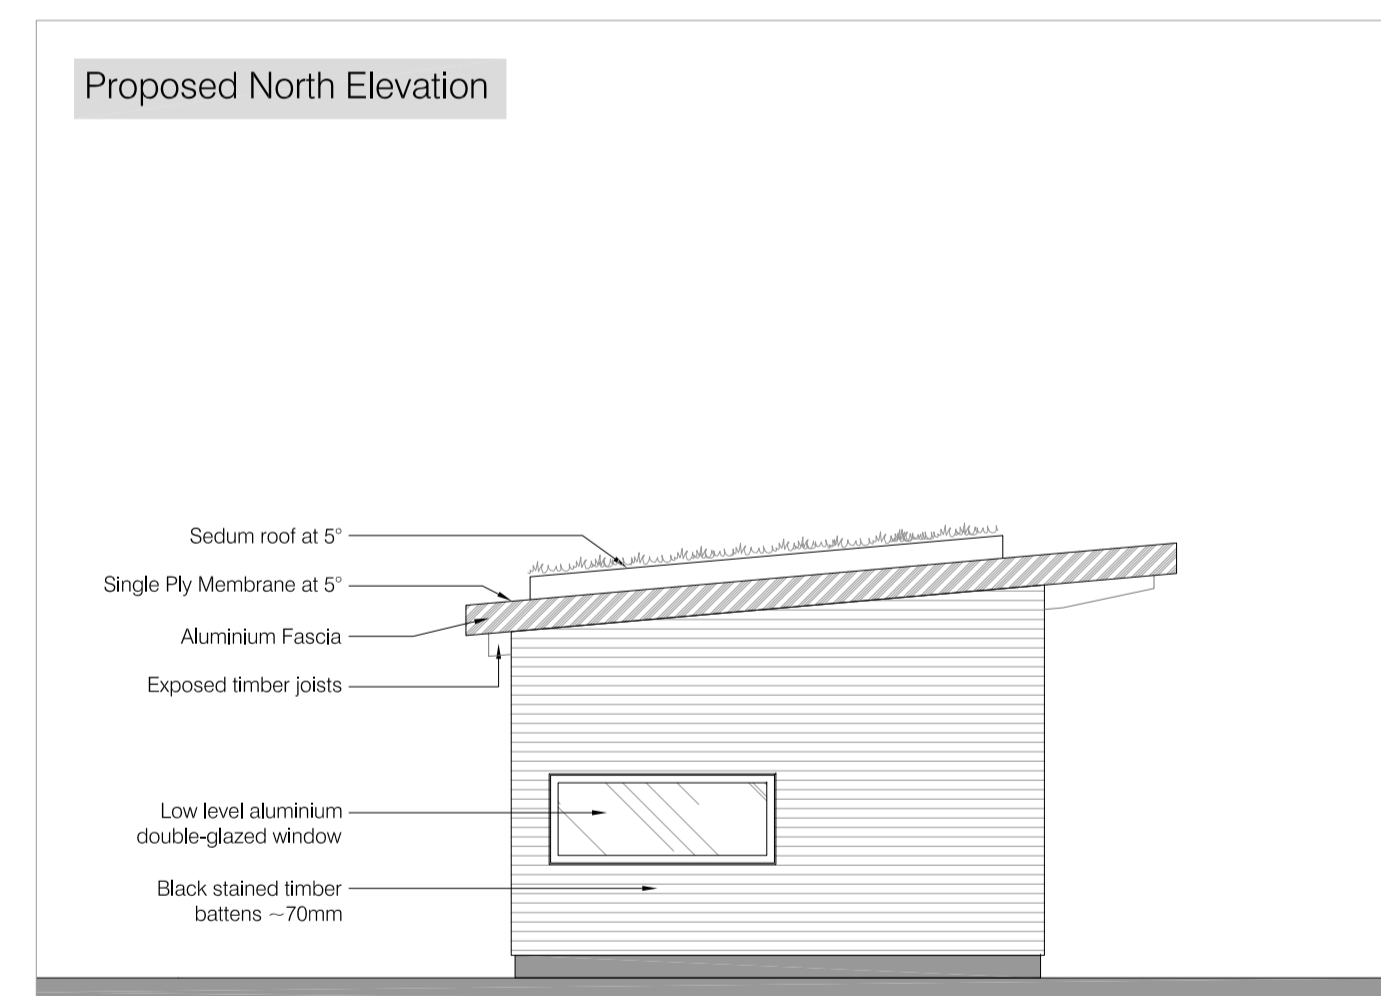 Proposed North Elevation
Sedum roof at 5°
Single Ply Membrane at 5°
Aluminium Fascia
Exposed timber joists
Low level aluminium
double-glazed window
Black stained timber
battens ~70mm